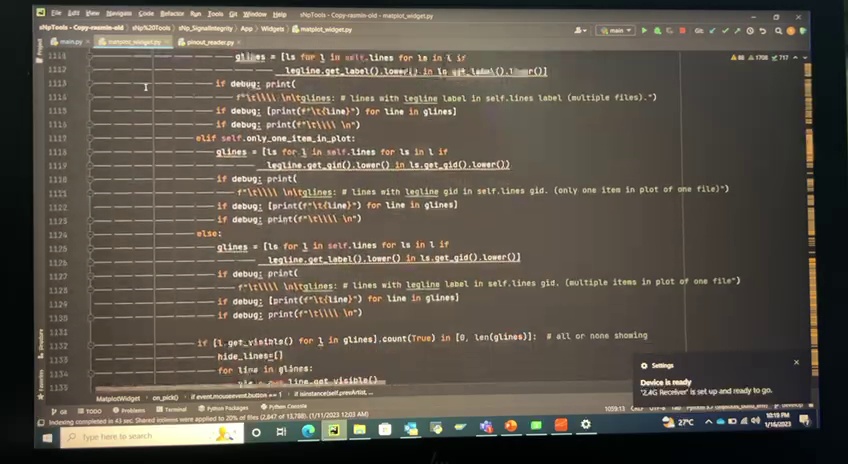 File Edit View Navigate Code Refactor Run Tools Git Window Help
sNpTools - Copy-rasmin-old - matplot_widget.py
sNpTools - Copy-rasmin-old
sNp%20Tools
sNp_SignalIntegrity
App
Widgets
matplot_widget.py
main
Git:
main.py
matplot_widget.py
pinout_reader.py
88 1708 717
1111 glines = [ls for l in self.lines for ls in l if
1112 legline.get_label().lower() in ls.get_label().lower()]
1113 if debug: print(
1114 f"\t\\\\ \n\tglines: # lines with legline label in self.lines label (multiple files).")
1115 if debug: [print(f"\t{line}") for line in glines]
1116 if debug: print(f"\t\\\\ \n")
1117 elif self.only_one_item_in_plot:
1118 glines = [ls for l in self.lines for ls in l if
1119 legline.get_gid().lower() in ls.get_gid().lower()]
1120 if debug: print(
1121 f"\t\\\\ \n\tglines: # lines with legline gid in self.lines gid. (only one item in plot of one file)")
1122 if debug: [print(f"\t{line}") for line in glines]
1123 if debug: print(f"\t\\\\ \n")
1124 else:
1125 glines = [ls for l in self.lines for ls in l if
1126 legline.get_label().lower() in ls.get_gid().lower()]
1127 if debug: print(
1128 f"\t\\\\ \n\tglines: # lines with legline label in self.lines gid. (multiple items in plot of one file")
1129 if debug: [print(f"\t{line}") for line in glines]
1130 if debug: print(f"\t\\\\ \n")
1131
1132 if [l.get_visible() for l in glines].count(True) in [0, len(glines)]: # all or none showing
1133 hide_lines=[]
1134 for line in glines:
1135 line.get_visible()
Project
Structure
Favorites
Settings
Device is ready
'2.4G Receiver' is set up and ready to go.
MatplotWidget
on_pick()
if event.mouseevent.button == 1
if isinstance(self.prevArtist, ...
Git
TODO
Problems
Terminal
Python Packages
Python Console
Indexing completed in 43 sec. Shared indexes were applied to 20% of files (2,847 of 13,788). (1/11/2023 12:03 AM)
1059:13
Type here to search
27°C
10:19 PM
1/16/2023